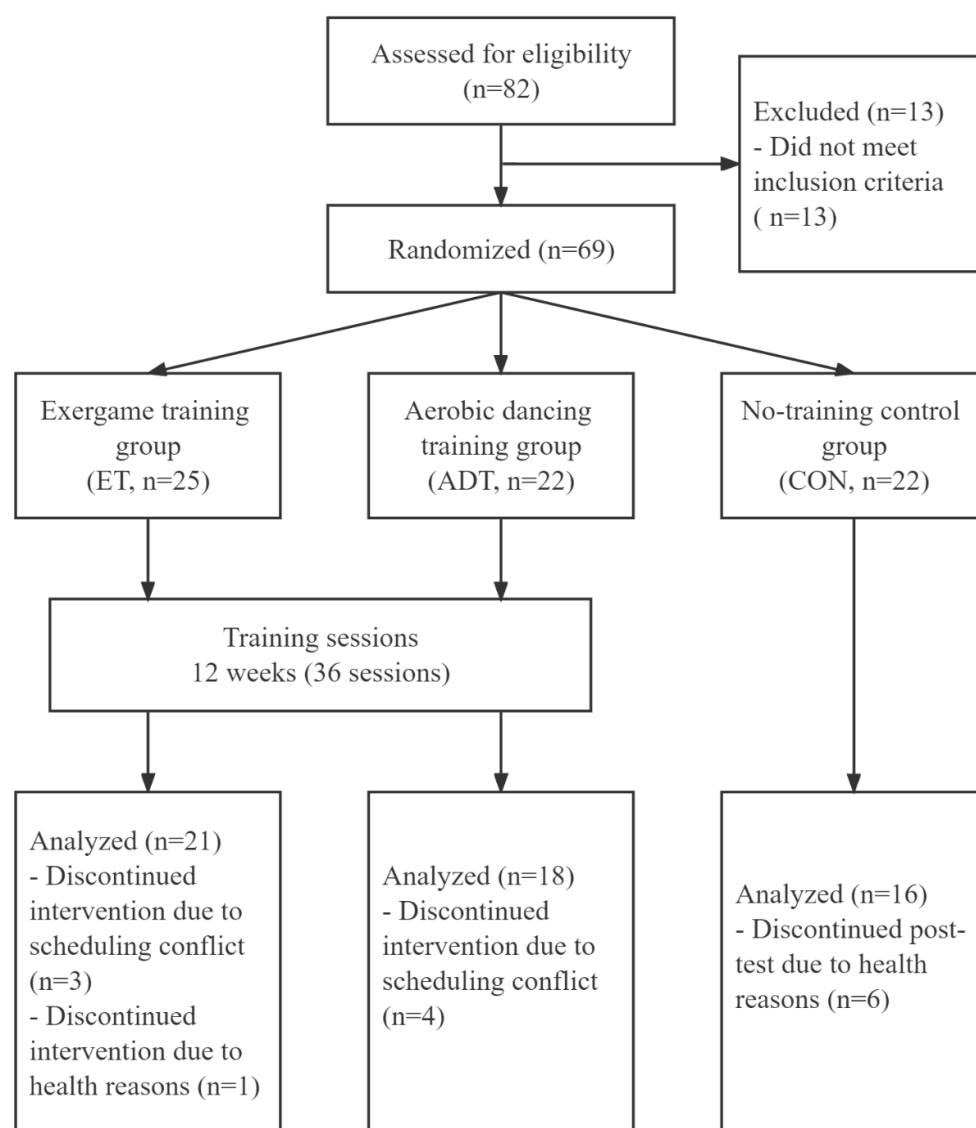 Assessed for eligibility
(n=82)
Excluded (n=13)
- Did not meet
inclusion criteria
( n=13)
Randomized (n=69)
Exergame training
group
(ET, n=25)
Aerobic dancing
training group
(ADT, n=22)
No-training control
group
(CON, n=22)
Training sessions
12 weeks (36 sessions)
Analyzed (n=21)
- Discontinued
intervention due to
scheduling conflict
(n=3)
- Discontinued
intervention due to
health reasons (n=1)
Analyzed (n=18)
- Discontinued
intervention due to
scheduling conflict
(n=4)
Analyzed (n=16)
- Discontinued post-
test due to health
reasons (n=6)